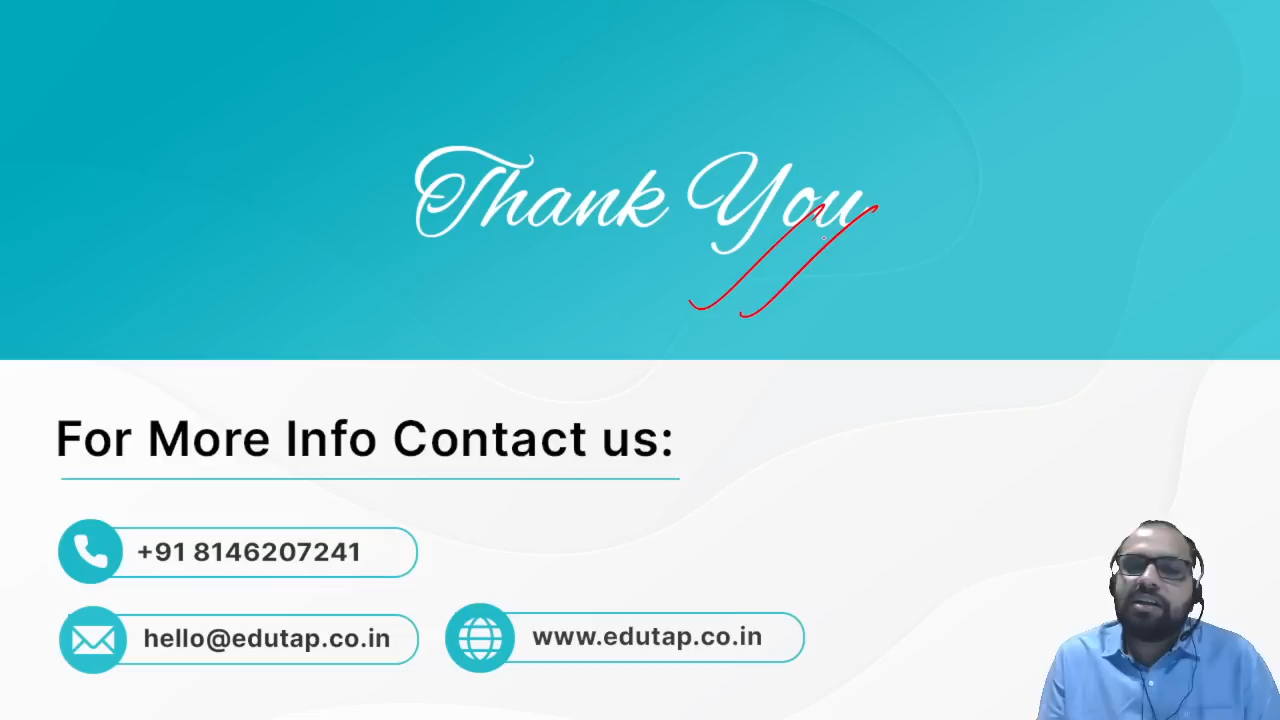 Thank You
For More Info Contact us:
+91 8146207241
hello@edutap.co.in
www.edutap.co.in